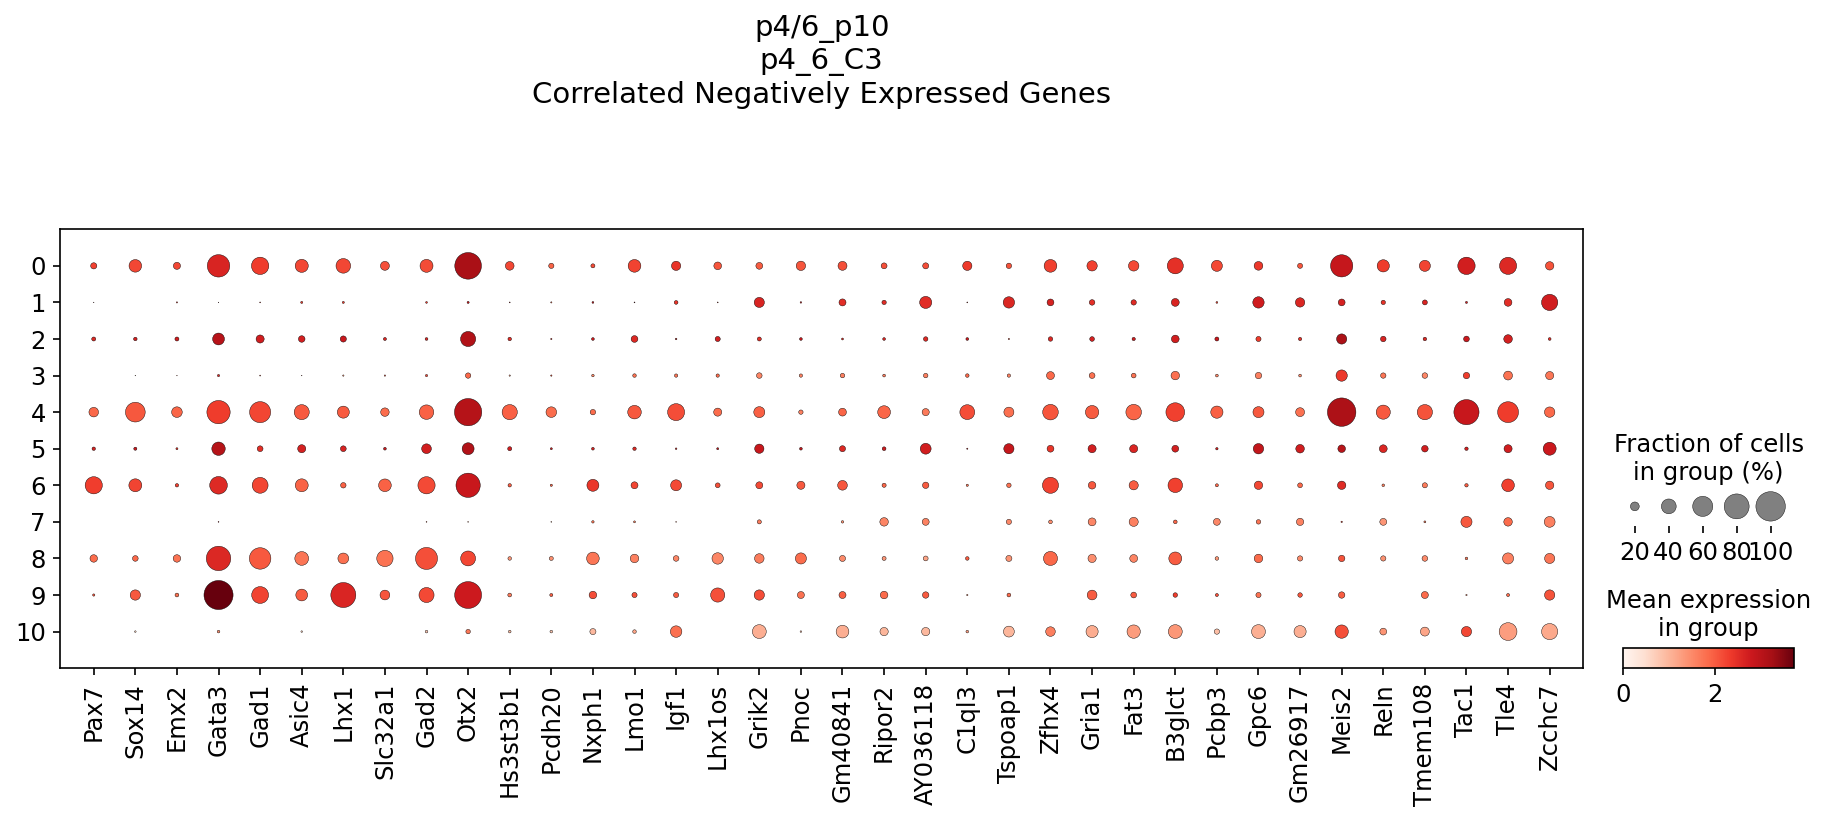 p4/6_p10
p4_6_C3
Correlated Negatively Expressed Genes
0
1
2
3
4
5
6
7
8
9
10
Pax7
Sox14
Emx2
Gata3
Gad1
Asic4
Lhx1
Slc32a1
Gad2
Otx2
Hs3st3b1
Pcdh20
Nxph1
Lmo1
Igf1
Lhx1os
Grik2
Pnoc
Gm40841
Ripor2
AY036118
C1ql3
Tspoap1
Zfhx4
Gria1
Fat3
B3glct
Pcbp3
Gpc6
Gm26917
Meis2
Reln
Tmem108
Tac1
Tle4
Zcchc7
Fraction of cells
in group (%)
20 40 60 80 100
Mean expression
in group
0 2